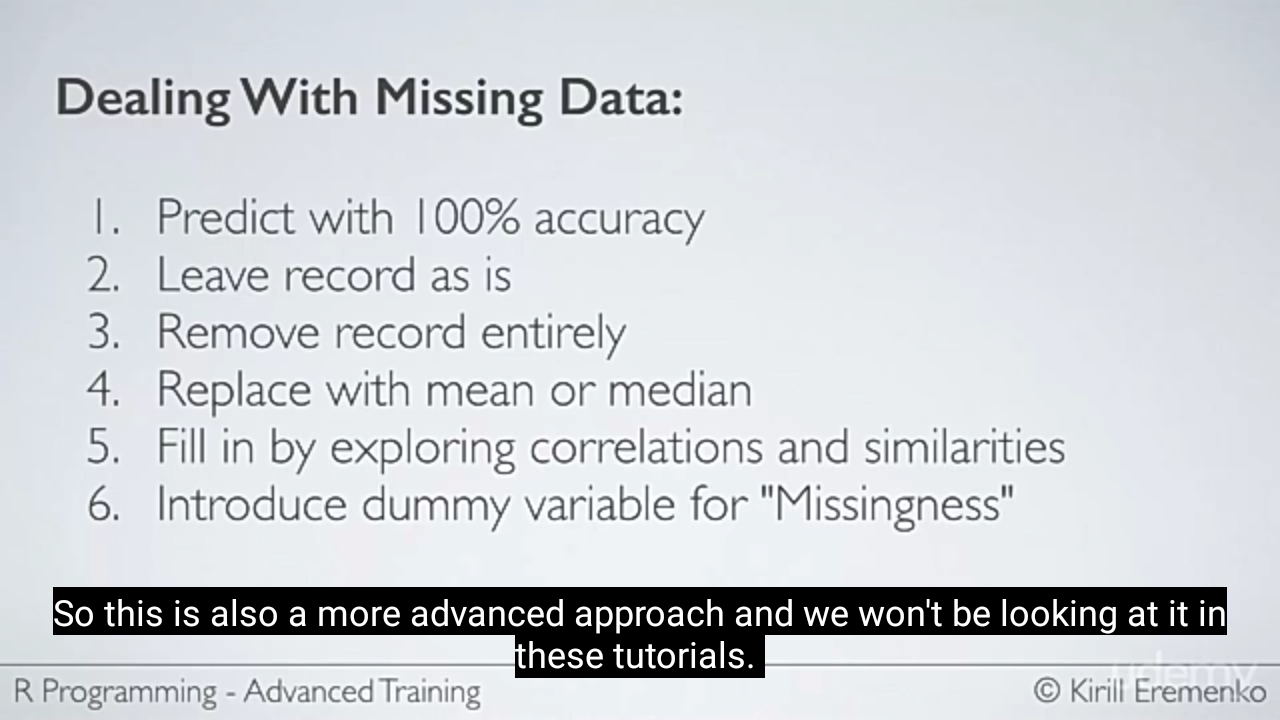 Dealing With Missing Data:
1. Predict with 100% accuracy
2. Leave record as is
3. Remove record entirely
4. Replace with mean or median
5. Fill in by exploring correlations and similarities
6. Introduce dummy variable for "Missingness"
So this is also a more advanced approach and we won't be looking at it in
these tutorials.
udemy
R Programming - Advanced Training
© Kirill Eremenko